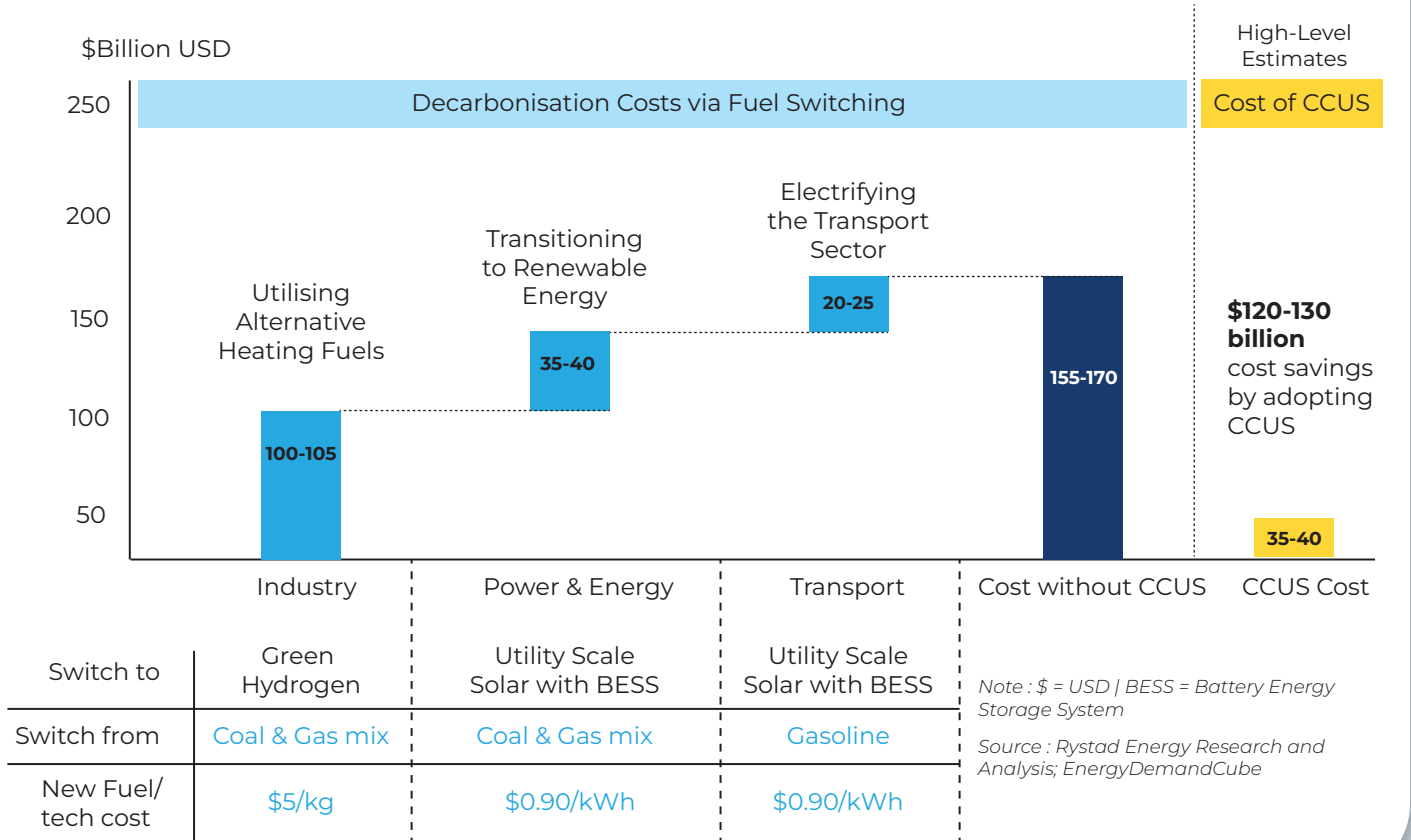 $Billion USD
High-Level
Estimates
250
Decarbonisation Costs via Fuel Switching
Cost of CCUS
200
150
100
50
Utilising
Alternative
Heating Fuels
100-105
Transitioning
to Renewable
Energy
35-40
Electrifying
the Transport
Sector
20-25
155-170
$120-130
billion
cost savings
by adopting
CCUS
35-40
Industry
Power & Energy
Transport
Cost without CCUS
CCUS Cost
Switch to
Green
Hydrogen
Utility Scale
Solar with BESS
Utility Scale
Solar with BESS
Switch from
Coal & Gas mix
Coal & Gas mix
Gasoline
New Fuel/
tech cost
$5/kg
$0.90/kWh
$0.90/kWh
Note : $ = USD | BESS = Battery Energy
Storage System
Source : Rystad Energy Research and
Analysis; EnergyDemandCube